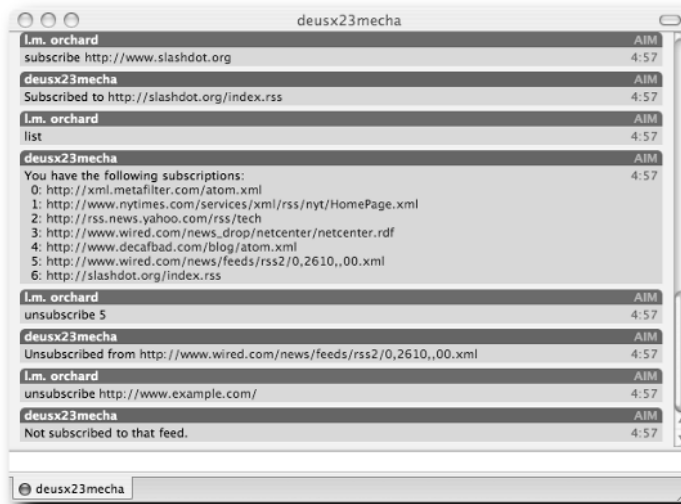 deusx23mecha
l.m. orchard AIM
subscribe http://www.slashdot.org 4:57
deusx23mecha AIM
Subscribed to http://slashdot.org/index.rss 4:57
l.m. orchard AIM
list 4:57
deusx23mecha AIM
You have the following subscriptions: 4:57
0: http://xml.metafilter.com/atom.xml
1: http://www.nytimes.com/services/xml/rss/nyt/HomePage.xml
2: http://rss.news.yahoo.com/rss/tech
3: http://www.wired.com/news_drop/netcenter/netcenter.rdf
4: http://www.decafbad.com/blog/atom.xml
5: http://www.wired.com/news/feeds/rss2/0,2610,,00.xml
6: http://slashdot.org/index.rss
l.m. orchard AIM
unsubscribe 5 4:57
deusx23mecha AIM
Unsubscribed from http://www.wired.com/news/feeds/rss2/0,2610,,00.xml 4:57
l.m. orchard AIM
unsubscribe http://www.example.com/ 4:57
deusx23mecha AIM
Not subscribed to that feed. 4:57
deusx23mecha